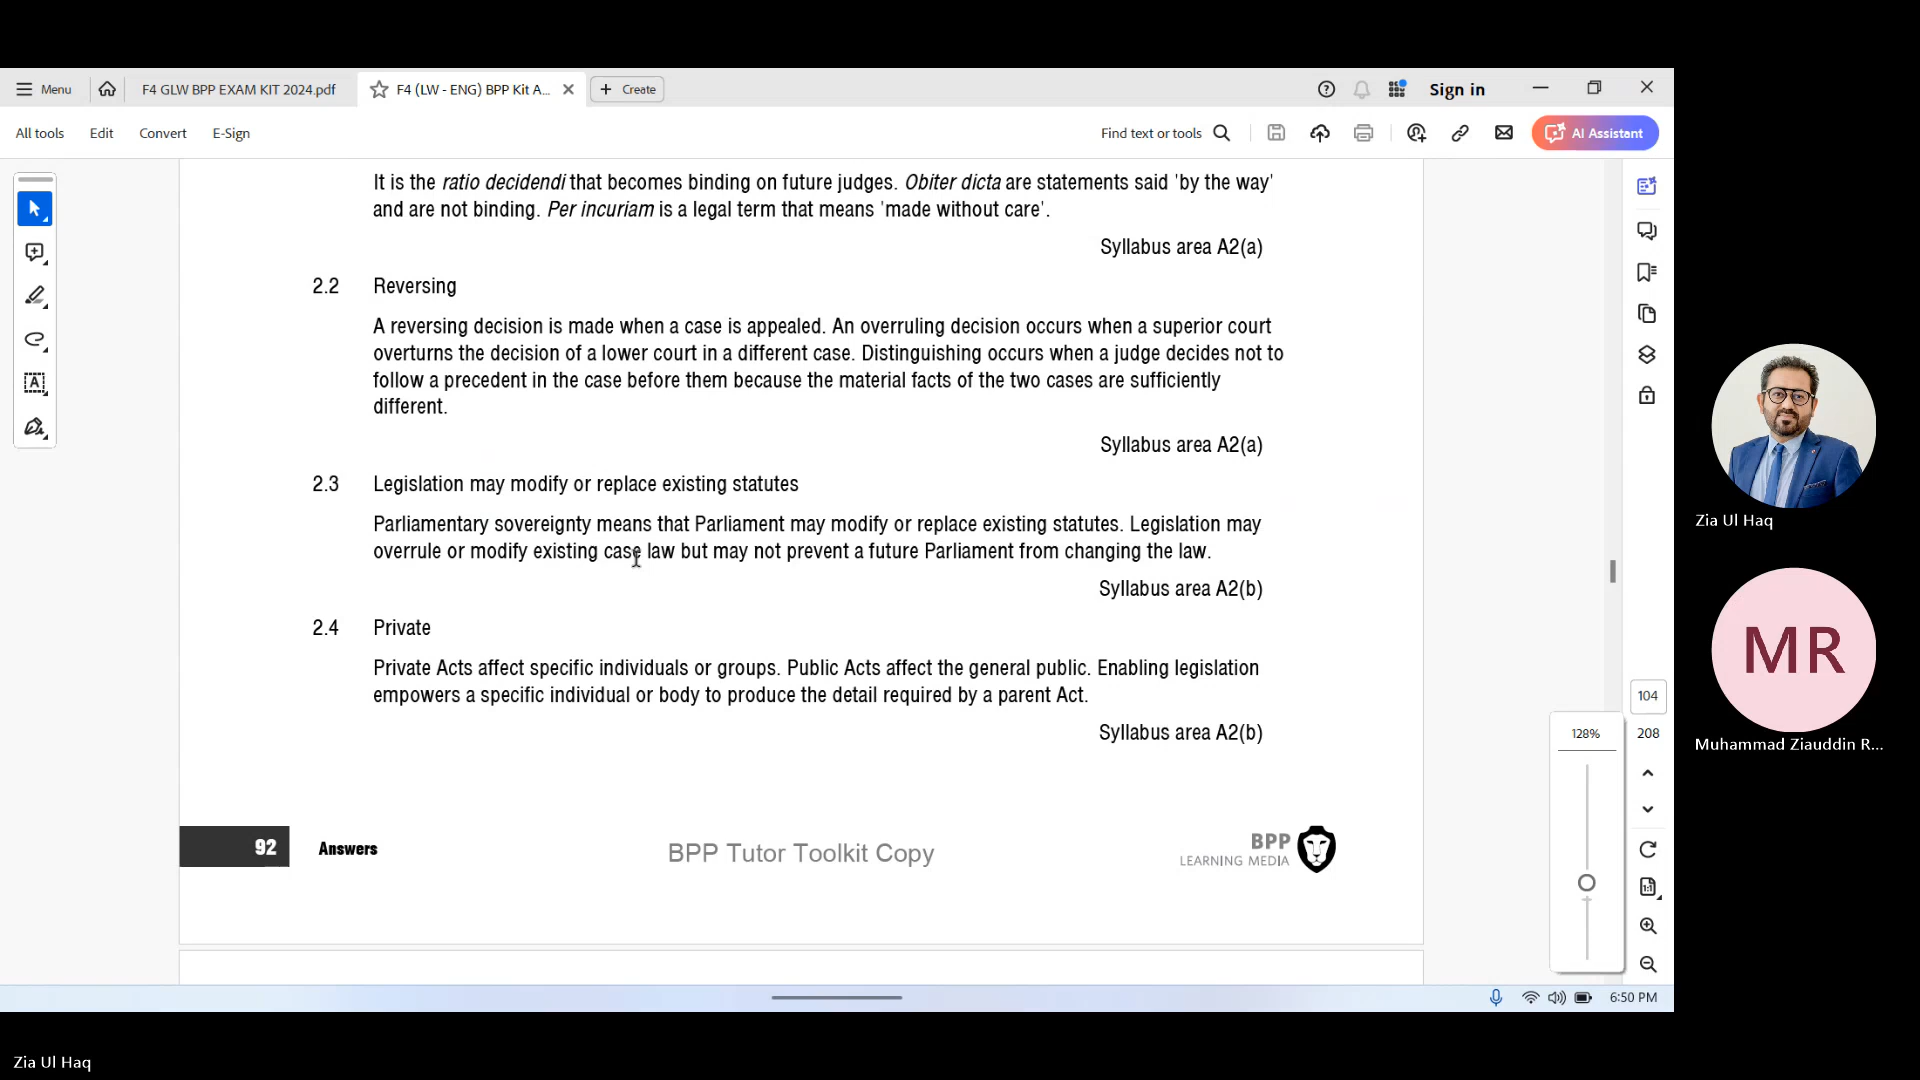 Menu
F4 GLW BPP EXAM KIT 2024.pdf
F4 (LW - ENG) BPP Kit A...
Create
Sign in
All tools
Edit
Convert
E-Sign
Find text or tools
AI Assistant
It is the ratio decidendi that becomes binding on future judges. Obiter dicta are statements said 'by the way'
and are not binding. Per incuriam is a legal term that means 'made without care'.
Syllabus area A2(a)
2.2 Reversing
A reversing decision is made when a case is appealed. An overruling decision occurs when a superior court
overturns the decision of a lower court in a different case. Distinguishing occurs when a judge decides not to
follow a precedent in the case before them because the material facts of the two cases are sufficiently
different.
Syllabus area A2(a)
2.3 Legislation may modify or replace existing statutes
Parliamentary sovereignty means that Parliament may modify or replace existing statutes. Legislation may
overrule or modify existing case law but may not prevent a future Parliament from changing the law.
Syllabus area A2(b)
2.4 Private
Private Acts affect specific individuals or groups. Public Acts affect the general public. Enabling legislation
empowers a specific individual or body to produce the detail required by a parent Act.
Syllabus area A2(b)
92 Answers
BPP Tutor Toolkit Copy
BPP
LEARNING MEDIA
104
208
128%
1:1
6:50 PM
Zia Ul Haq
MR
Muhammad Ziauddin R...
Zia Ul Haq